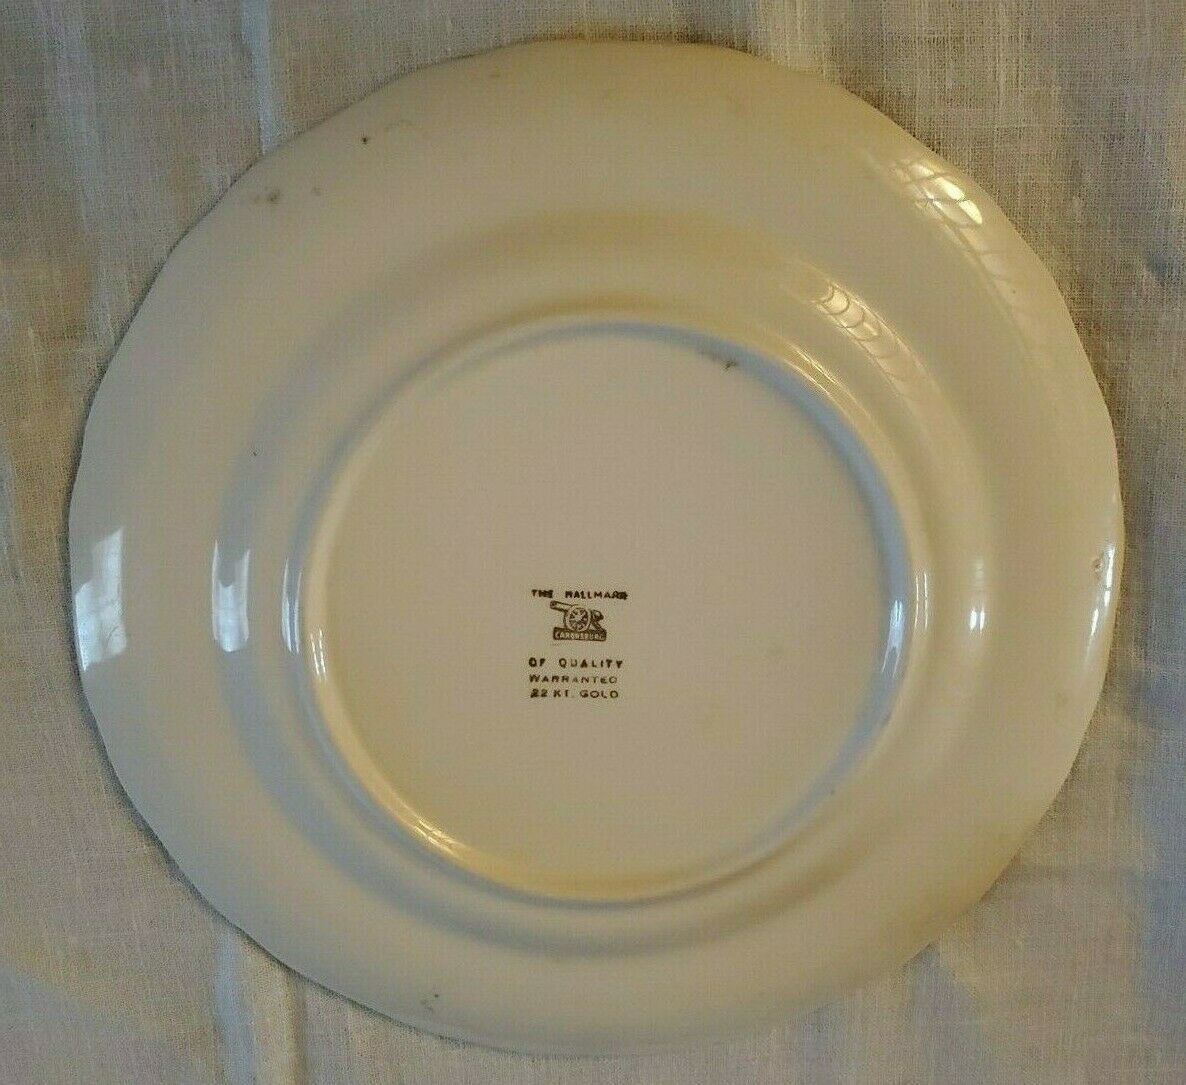 THE HALLMARK
CANONSBURG
OF QUALITY
WARRANTED
22 KT. GOLD